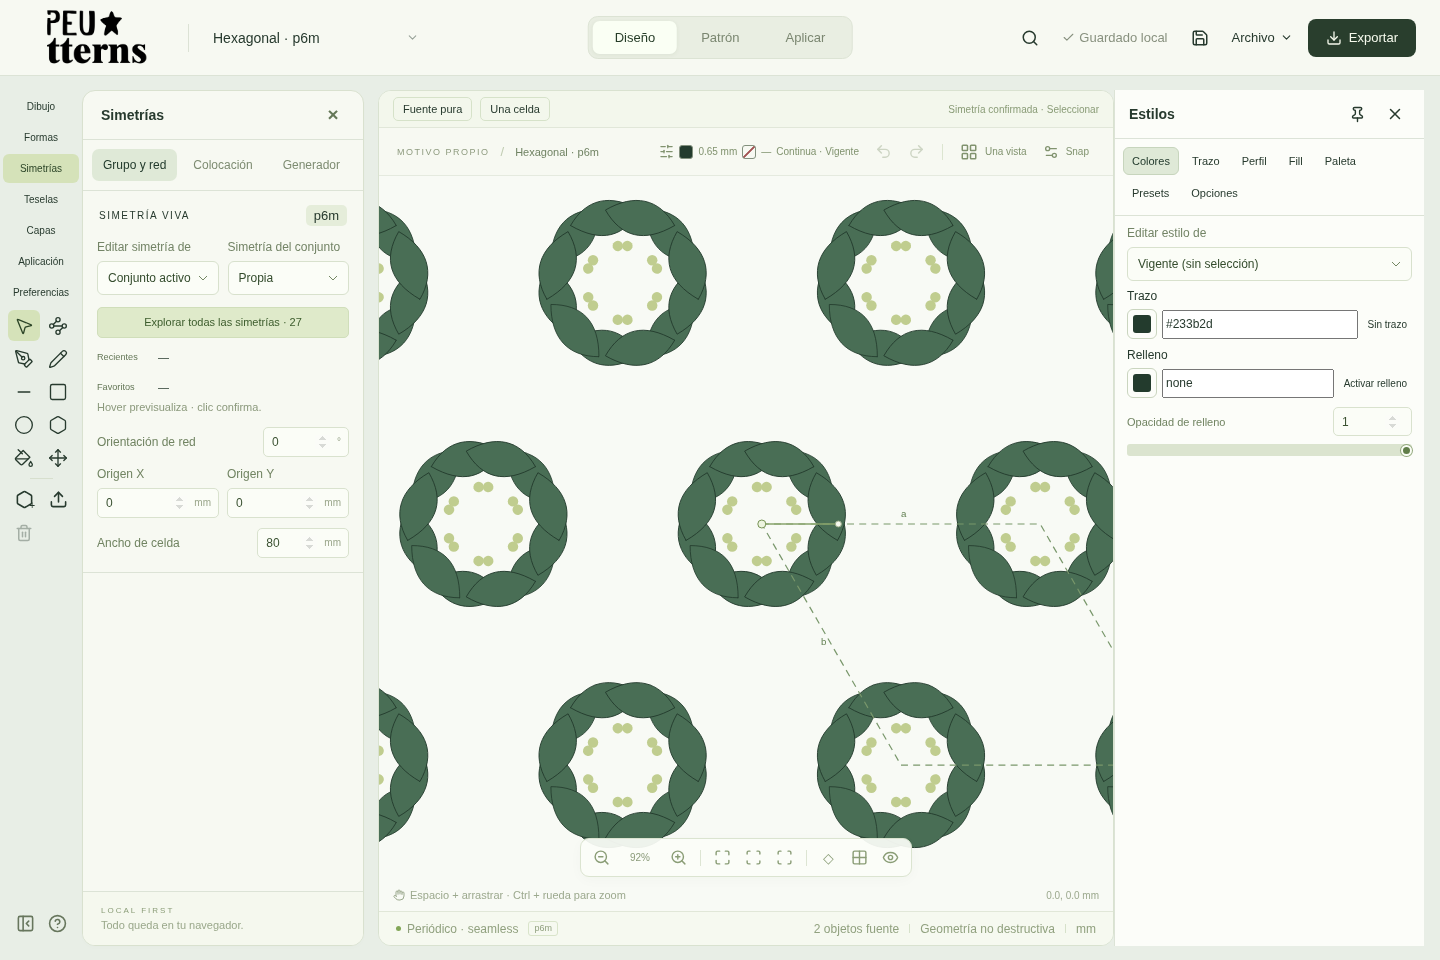 PEU★
tterns
Hexagonal · p6m
Diseño
Patrón
Aplicar
Guardado local
Archivo
Exportar
Dibujo
Formas
Simetrías
Teselas
Capas
Aplicación
Preferencias
Simetrías
Grupo y red
Colocación
Generador
SIMETRÍA VIVA
p6m
Editar simetría de
Simetría del conjunto
Conjunto activo
Propia
Explorar todas las simetrías · 27
Recientes —
Favoritos —
Hover previsualiza · clic confirma.
Orientación de red
0 °
Origen X
Origen Y
0 mm
0 mm
Ancho de celda
80 mm
LOCAL FIRST
Todo queda en tu navegador.
Fuente pura
Una celda
Simetría confirmada · Seleccionar
MOTIVO PROPIO / Hexagonal · p6m
0.65 mm
— Continua · Vigente
Una vista
Snap
a
b
92%
Espacio + arrastrar · Ctrl + rueda para zoom
0.0, 0.0 mm
Periódico · seamless
p6m
2 objetos fuente
Geometría no destructiva
mm
Estilos
Colores
Trazo
Perfil
Fill
Paleta
Presets
Opciones
Editar estilo de
Vigente (sin selección)
Trazo
#233b2d
Sin trazo
Relleno
none
Activar relleno
Opacidad de relleno
1